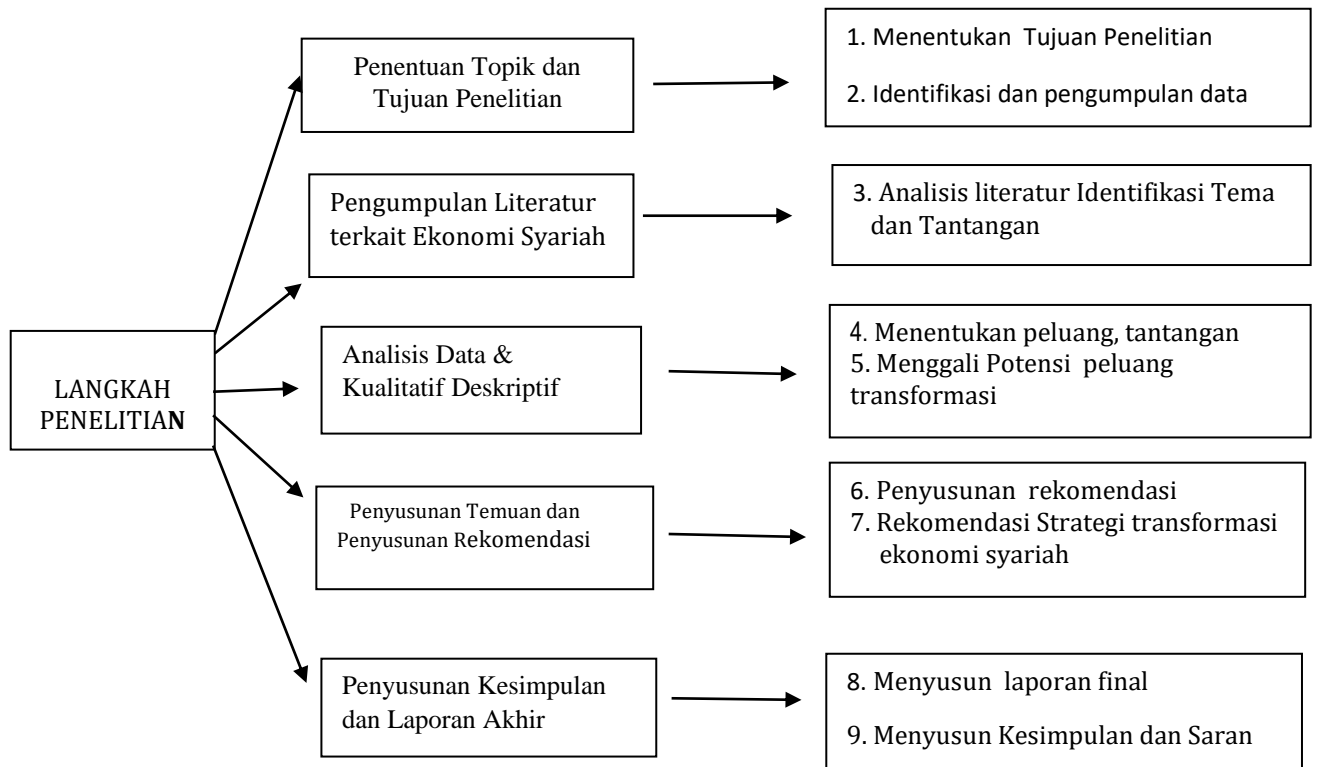 Penentuan Topik dan
Tujuan Penelitian
1. Menentukan Tujuan Penelitian
2. Identifikasi dan pengumpulan data
Pengumpulan Literatur
terkait Ekonomi Syariah
3. Analisis literatur Identifikasi Tema
dan Tantangan
LANGKAH
PENELITIAN
Analisis Data &
Kualitatif Deskriptif
4. Menentukan peluang, tantangan
5. Menggali Potensi peluang
transformasi
Penyusunan Temuan dan
Penyusunan Rekomendasi
6. Penyusunan rekomendasi
7. Rekomendasi Strategi transformasi
ekonomi syariah
Penyusunan Kesimpulan
dan Laporan Akhir
8. Menyusun laporan final
9. Menyusun Kesimpulan dan Saran